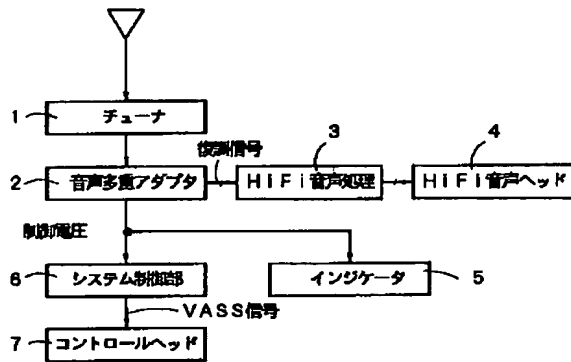 1 チューナ
復調信号
3
4
2 音声多重アダプタ
HiFi音声処理
HiFi音声ヘッド
制御電圧
6 システム制御部
インジケータ 5
VASS信号
7 コントロールヘッド